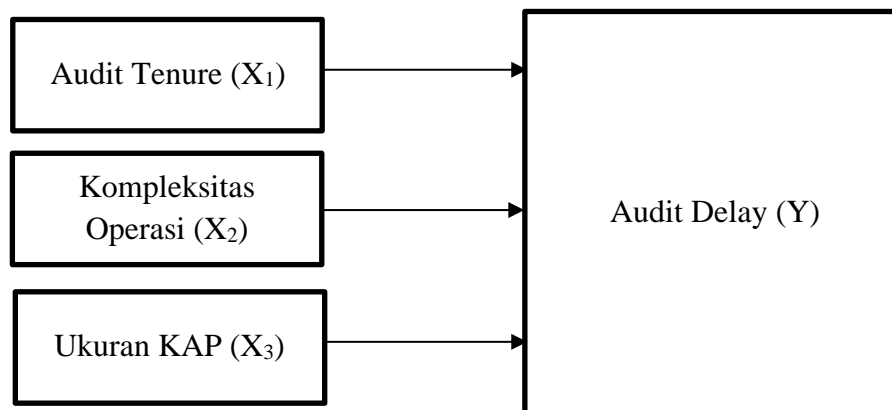 Audit Tenure (X₁)
Kompleksitas
Operasi (X₂)
Ukuran KAP (X₃)
Audit Delay (Y)